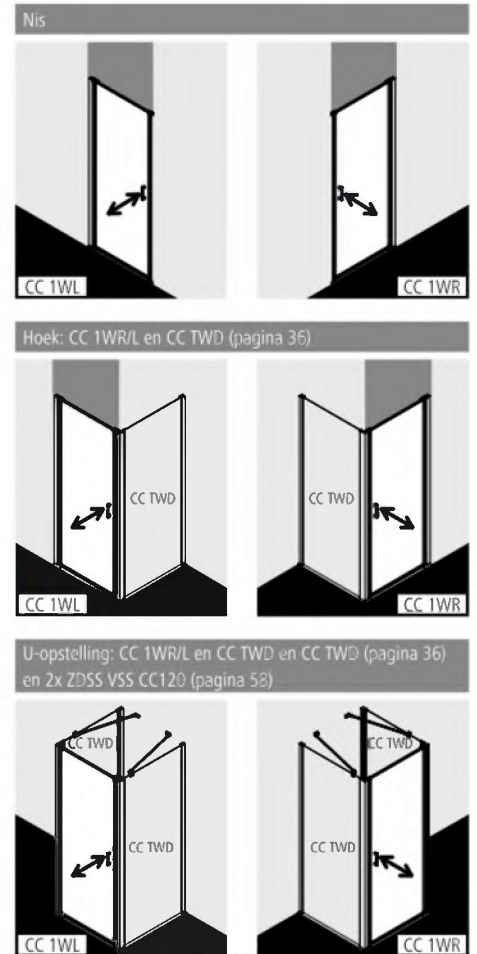 Nis
CC 1WL
CC 1WR
Hoek: CC 1WR/L en CC TWD (pagina 36)
CC TWD
CC 1WL
CC TWD
CC 1WR
U-opstelling: CC 1WR/L en CC TWD en CC TWD (pagina 36)
en 2x ZDSS VSS CC120 (pagina 58)
CC TWD
CC TWD
CC 1WL
CC TWD
CC TWD
CC 1WR